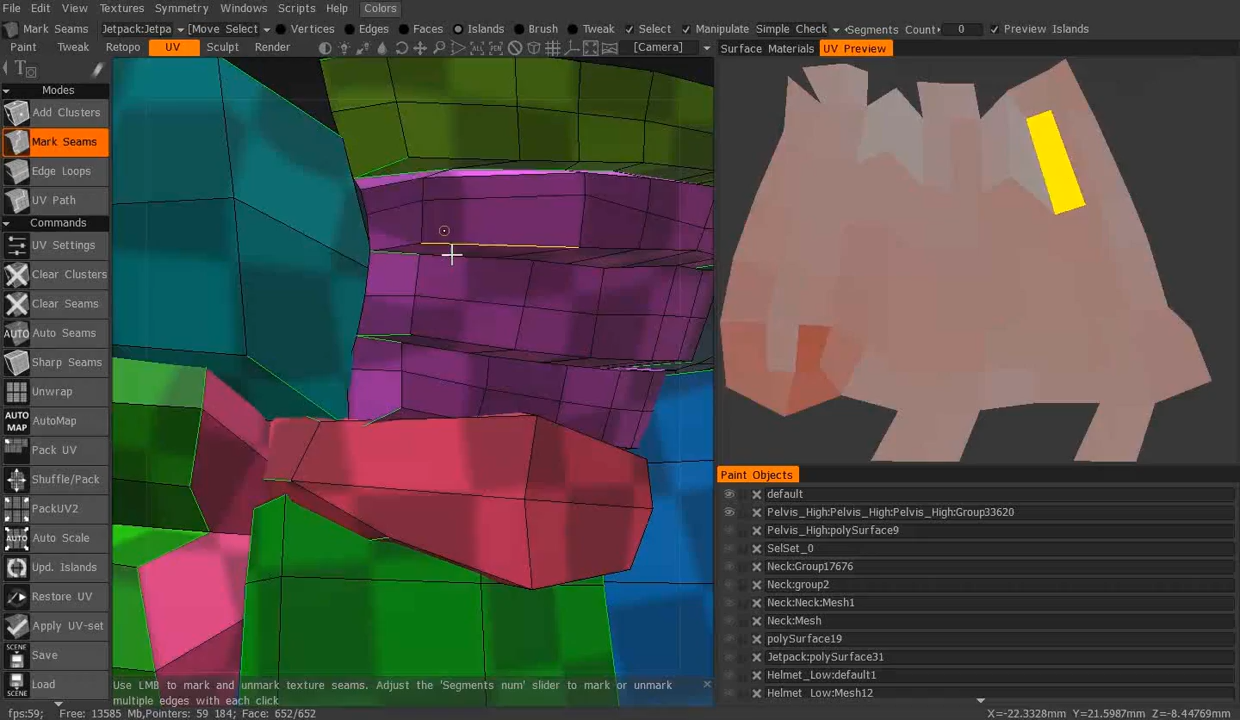 File Edit View Textures Symmetry Windows Scripts Help Colors
Mark Seams Jetpack:Jetpa [Move Select] Vertices Edges Faces Islands Brush Tweak Select Manipulate Simple Check Segments Count: 0 Preview Islands
Paint Tweak Retopo UV Sculpt Render [Camera] Surface Materials UV Preview
Modes
Add Clusters
Mark Seams
Edge Loops
UV Path
Commands
UV Settings
Clear Clusters
Clear Seams
AUTO Auto Seams
Sharp Seams
Unwrap
AUTO MAP AutoMap
Pack UV
Shuffle/Pack
PackUV2
AUTO Auto Scale
Upd. Islands
Restore UV
Apply UV-set
SCENE Save
SCENE Load
Use LMB to mark and unmark texture seams. Adjust the 'Segments num' slider to mark or unmark
multiple edges with each click
Paint Objects
default
Pelvis_High:Pelvis_High:Pelvis_High:Group33620
Pelvis_High:polySurface9
SelSet_0
Neck:Group17676
Neck:group2
Neck:Neck:Mesh1
Neck:Mesh
polySurface19
Jetpack:polySurface31
Helmet_Low:default1
Helmet_Low:Mesh12
fps:59; Free: 13585 Mb,Pointers: 59 184; Face: 652/652 X=-22.3328mm Y=21.5987mm Z=-8.44769mm